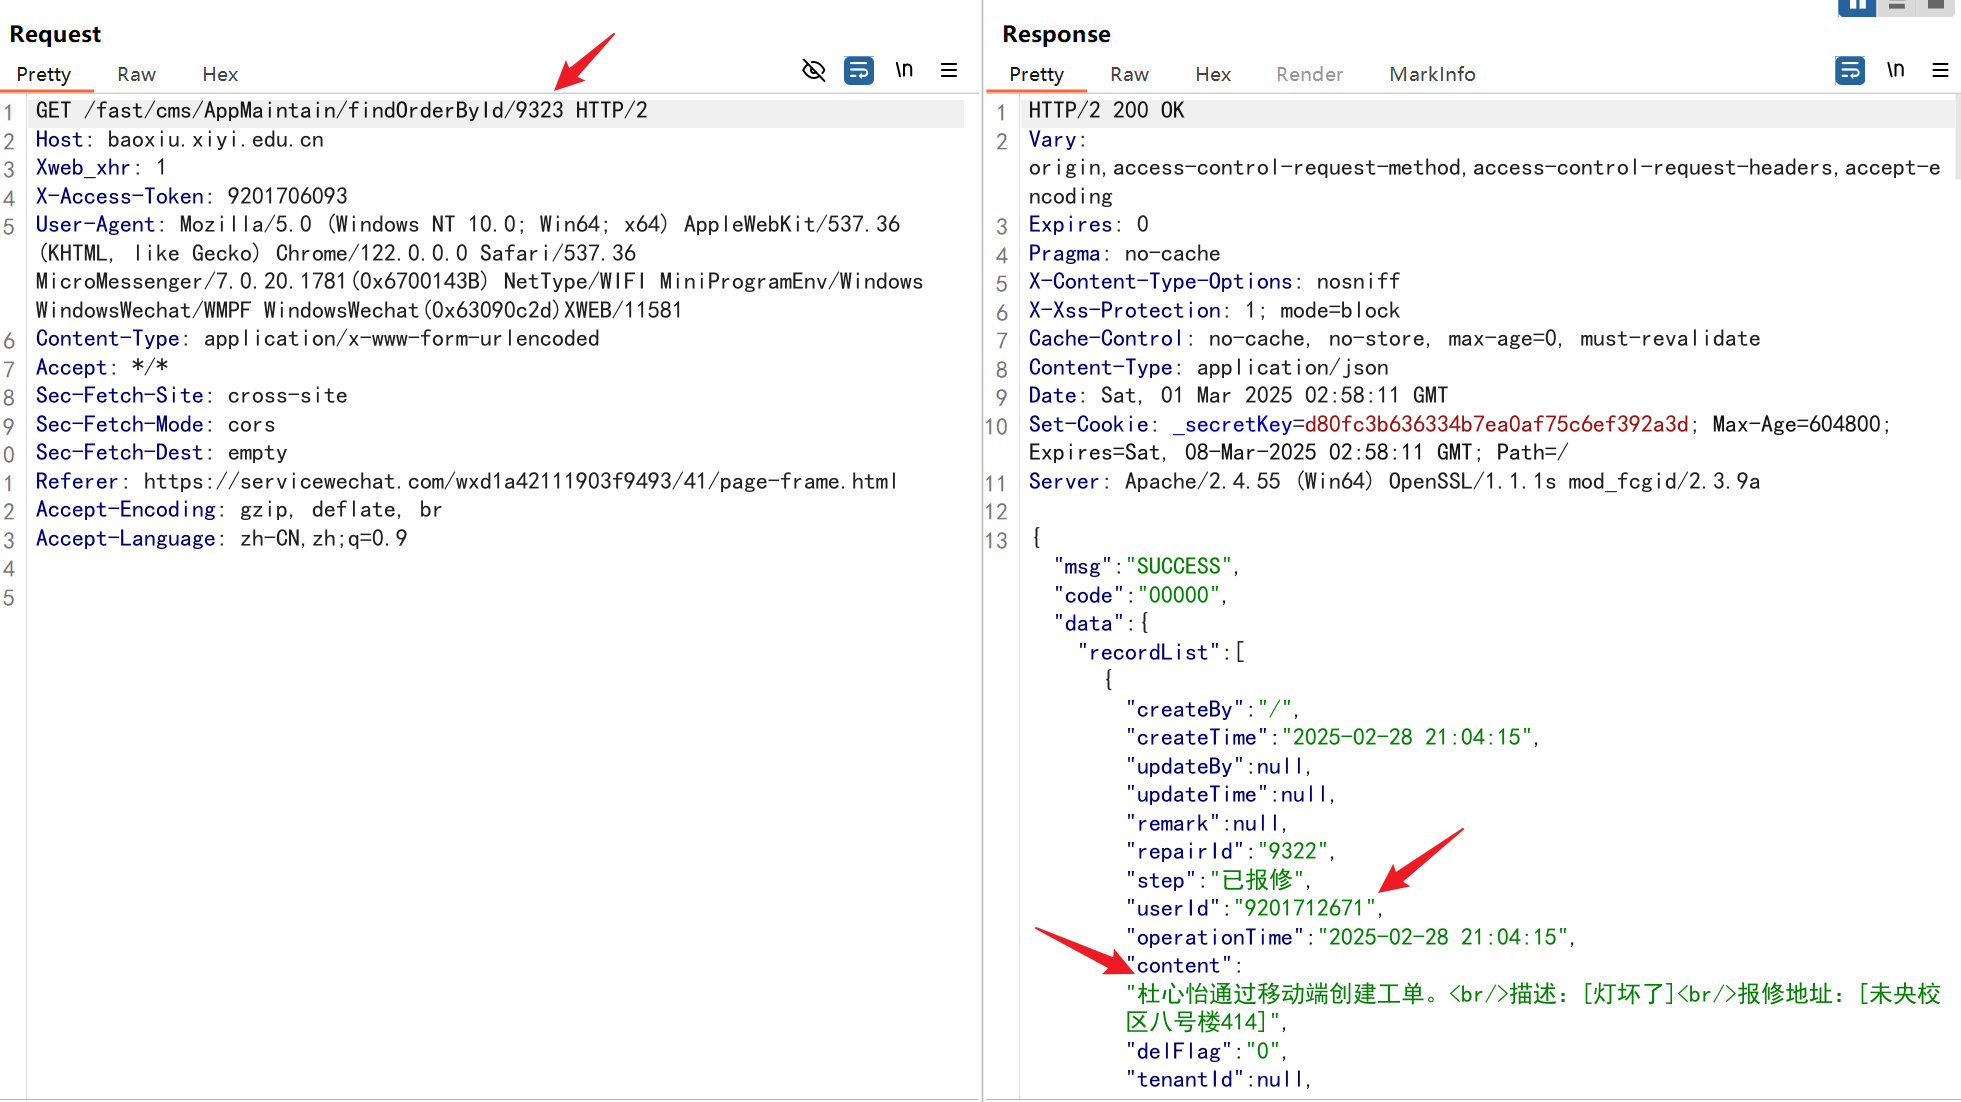 Request
Pretty Raw Hex \n
1 GET /fast/cms/AppMaintain/findOrderById/9323 HTTP/2
2 Host: baoxiu.xiyi.edu.cn
3 Xweb_xhr: 1
4 X-Access-Token: 9201706093
5 User-Agent: Mozilla/5.0 (Windows NT 10.0; Win64; x64) AppleWebKit/537.36
(KHTML, like Gecko) Chrome/122.0.0.0 Safari/537.36
MicroMessenger/7.0.20.1781(0x6700143B) NetType/WIFI MiniProgramEnv/Windows
WindowsWechat/WMPF WindowsWechat(0x63090c2d)XWEB/11581
6 Content-Type: application/x-www-form-urlencoded
7 Accept: */*
8 Sec-Fetch-Site: cross-site
9 Sec-Fetch-Mode: cors
0 Sec-Fetch-Dest: empty
1 Referer: https://servicewechat.com/wxd1a42111903f9493/41/page-frame.html
2 Accept-Encoding: gzip, deflate, br
3 Accept-Language: zh-CN,zh;q=0.9
4
5
Response
Pretty Raw Hex Render MarkInfo \n
1 HTTP/2 200 OK
2 Vary:
origin,access-control-request-method,access-control-request-headers,accept-e
ncoding
3 Expires: 0
4 Pragma: no-cache
5 X-Content-Type-Options: nosniff
6 X-Xss-Protection: 1; mode=block
7 Cache-Control: no-cache, no-store, max-age=0, must-revalidate
8 Content-Type: application/json
9 Date: Sat, 01 Mar 2025 02:58:11 GMT
10 Set-Cookie: _secretKey=d80fc3b636334b7ea0af75c6ef392a3d; Max-Age=604800;
Expires=Sat, 08-Mar-2025 02:58:11 GMT; Path=/
11 Server: Apache/2.4.55 (Win64) OpenSSL/1.1.1s mod_fcgid/2.3.9a
12
13 {
"msg":"SUCCESS",
"code":"00000",
"data":{
"recordList":[
{
"createBy":"/",
"createTime":"2025-02-28 21:04:15",
"updateBy":null,
"updateTime":null,
"remark":null,
"repairId":"9322",
"step":"已报修",
"userId":"9201712671",
"operationTime":"2025-02-28 21:04:15",
"content":
"杜心怡通过移动端创建工单。<br/>描述：[灯坏了]<br/>报修地址：[未央校
区八号楼414]",
"delFlag":"0",
"tenantId":null,